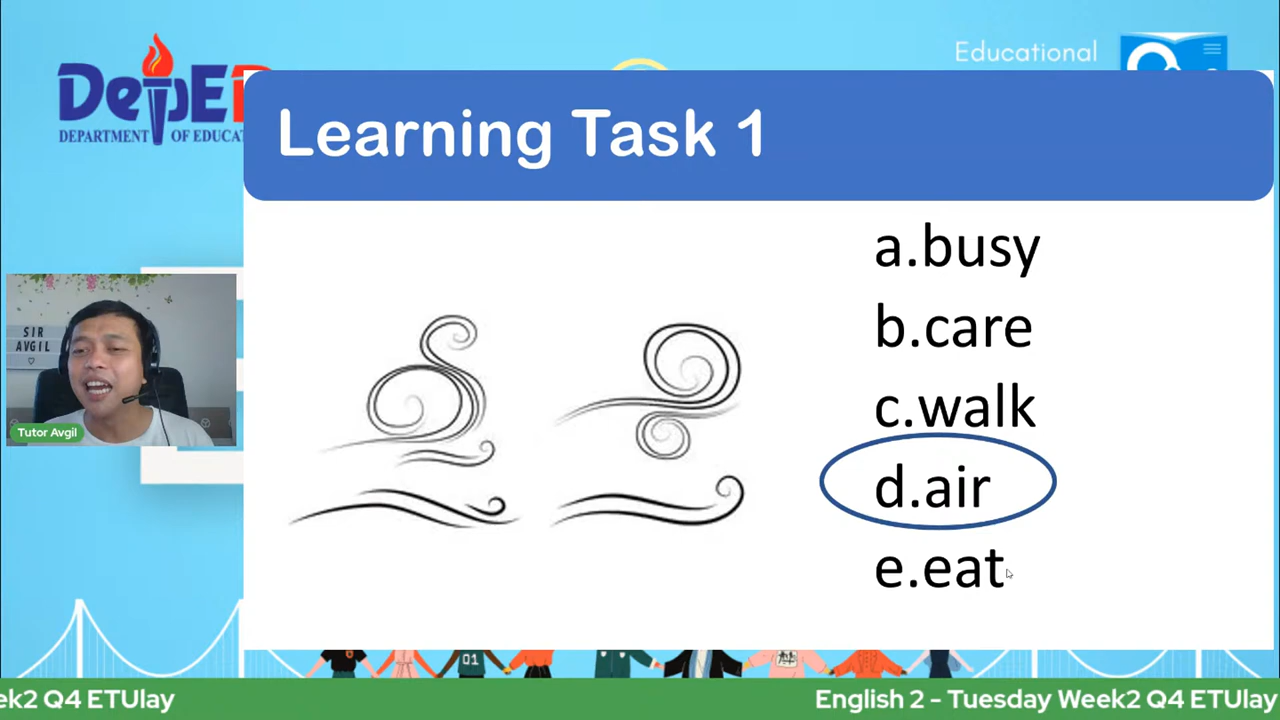 Educational
DepED
DEPARTMENT OF EDUCAT
Learning Task 1
a.busy
b.care
c.walk
d.air
e.eat
SIR
AVGIL
Tutor Avgil
01
ek2 Q4 ETUlay
English 2 - Tuesday Week2 Q4 ETUlay